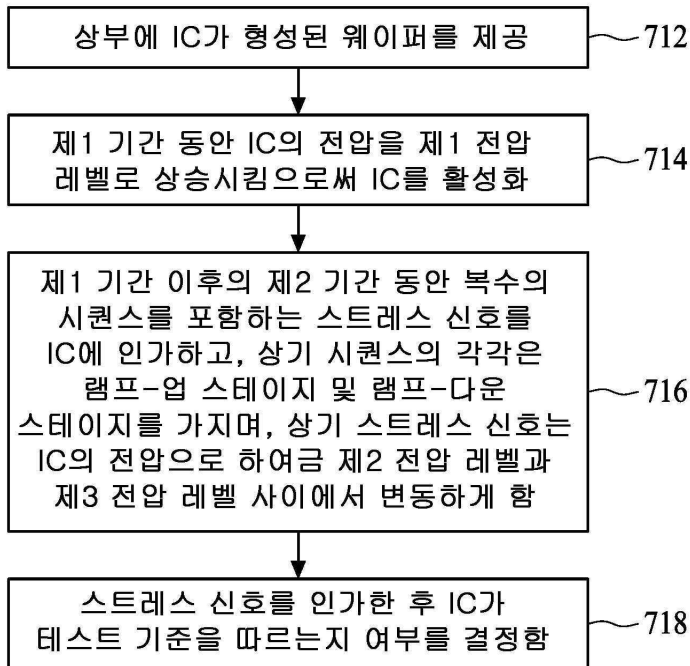 상부에 IC가 형성된 웨이퍼를 제공
712
제1 기간 동안 IC의 전압을 제1 전압
레벨로 상승시킴으로써 IC를 활성화
714
제1 기간 이후의 제2 기간 동안 복수의
시퀀스를 포함하는 스트레스 신호를
IC에 인가하고, 상기 시퀀스의 각각은
램프-업 스테이지 및 램프-다운
스테이지를 가지며, 상기 스트레스 신호는
IC의 전압으로 하여금 제2 전압 레벨과
제3 전압 레벨 사이에서 변동하게 함
716
스트레스 신호를 인가한 후 IC가
테스트 기준을 따르는지 여부를 결정함
718